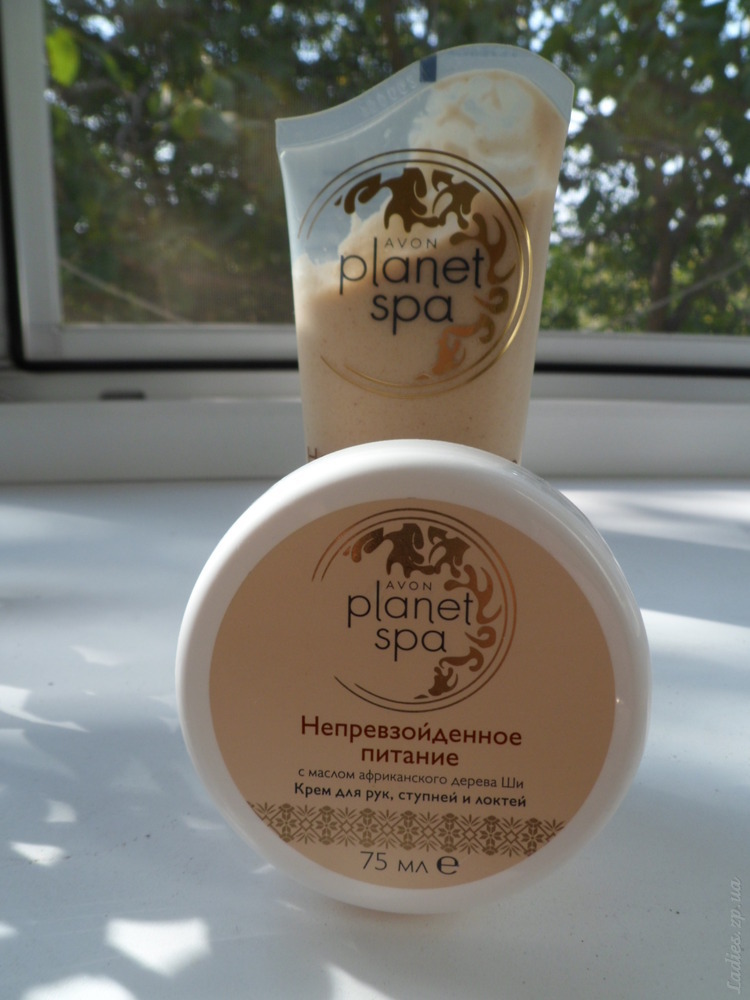 AVON
planet
spa
AVON
planet
spa
Непревзойденное
питание
с маслом африканского дерева Ши
Крем для рук, ступней и локтей
75 мл e
Ladies.zp.ua